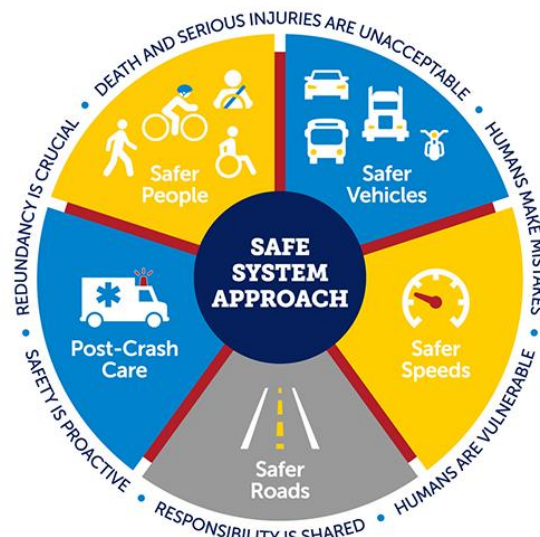 DEATH AND SERIOUS INJURIES ARE UNACCEPTABLE
HUMANS MAKE MISTAKES
HUMANS ARE VULNERABLE
RESPONSIBILITY IS SHARED
SAFETY IS PROACTIVE
REDUNDANCY IS CRUCIAL
Safer
People
Safer
Vehicles
SAFE
SYSTEM
APPROACH
Post-Crash
Care
Safer
Speeds
Safer
Roads